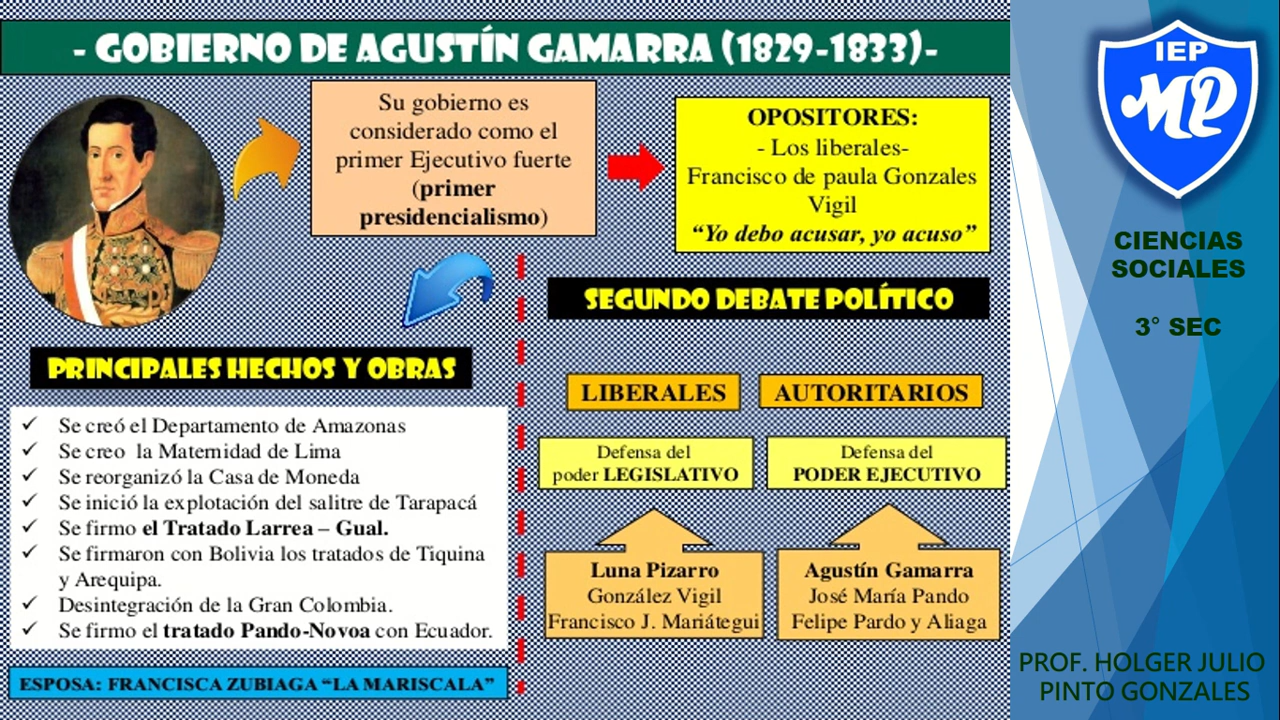 - GOBIERNO DE AGUSTÍN GAMARRA (1829-1833)-
Su gobierno es
considerado como el
primer Ejecutivo fuerte
(primer
presidencialismo)
OPOSITORES:
- Los liberales-
Francisco de paula Gonzales
Vigil
“Yo debo acusar, yo acuso”
PRINCIPALES HECHOS Y OBRAS
✓ Se creó el Departamento de Amazonas
✓ Se creo la Maternidad de Lima
✓ Se reorganizó la Casa de Moneda
✓ Se inició la explotación del salitre de Tarapacá
✓ Se firmo el Tratado Larrea – Gual.
✓ Se firmaron con Bolivia los tratados de Tiquina
y Arequipa.
✓ Desintegración de la Gran Colombia.
✓ Se firmo el tratado Pando-Novoa con Ecuador.
ESPOSA: FRANCISCA ZUBIAGA “LA MARISCALA”
SEGUNDO DEBATE POLÍTICO
LIBERALES
Defensa del
poder LEGISLATIVO
Luna Pizarro
González Vigil
Francisco J. Mariátegui
AUTORITARIOS
Defensa del
PODER EJECUTIVO
Agustín Gamarra
José María Pando
Felipe Pardo y Aliaga
IEP
MP
CIENCIAS
SOCIALES
3° SEC
PROF. HOLGER JULIO
PINTO GONZALES